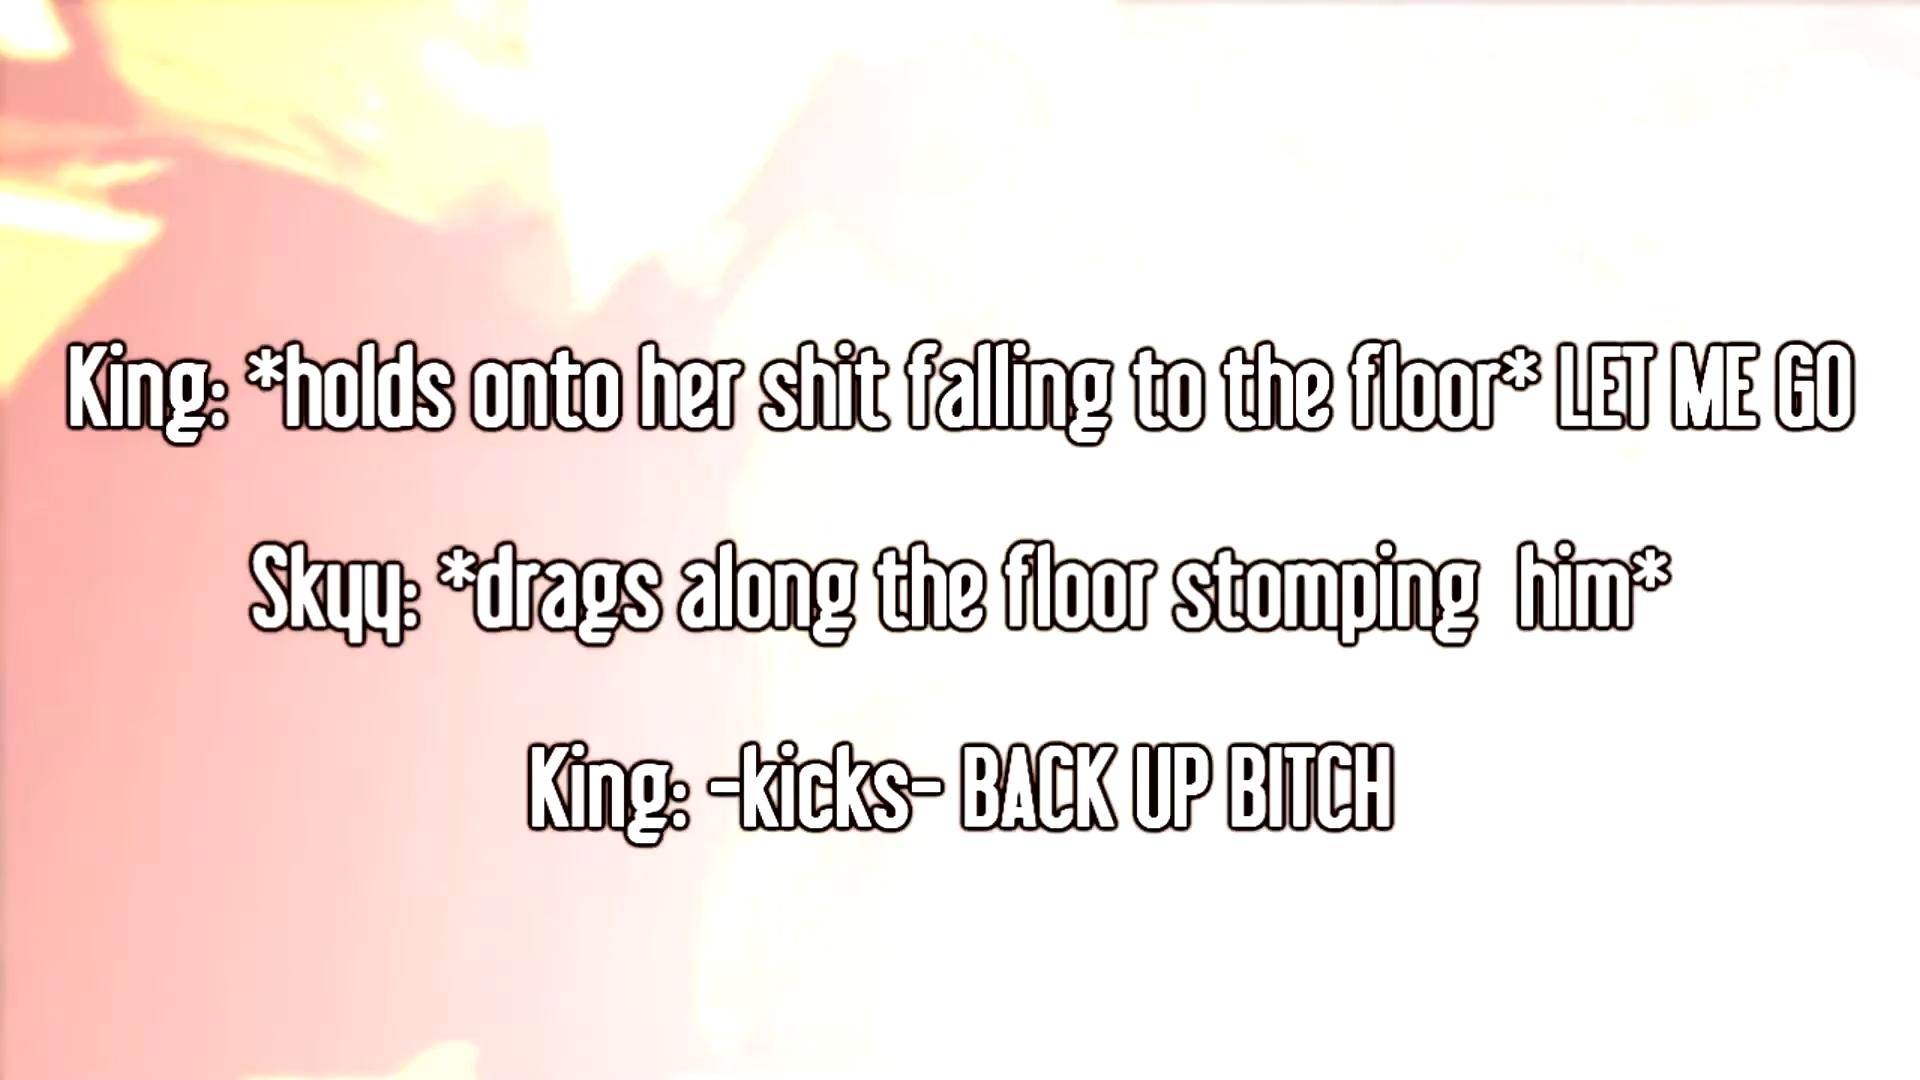 King: *holds onto her shit falling to the floor* LET ME GO
Skyy: *drags along the floor stomping  him*
King: -kicks- BACK UP BITCH